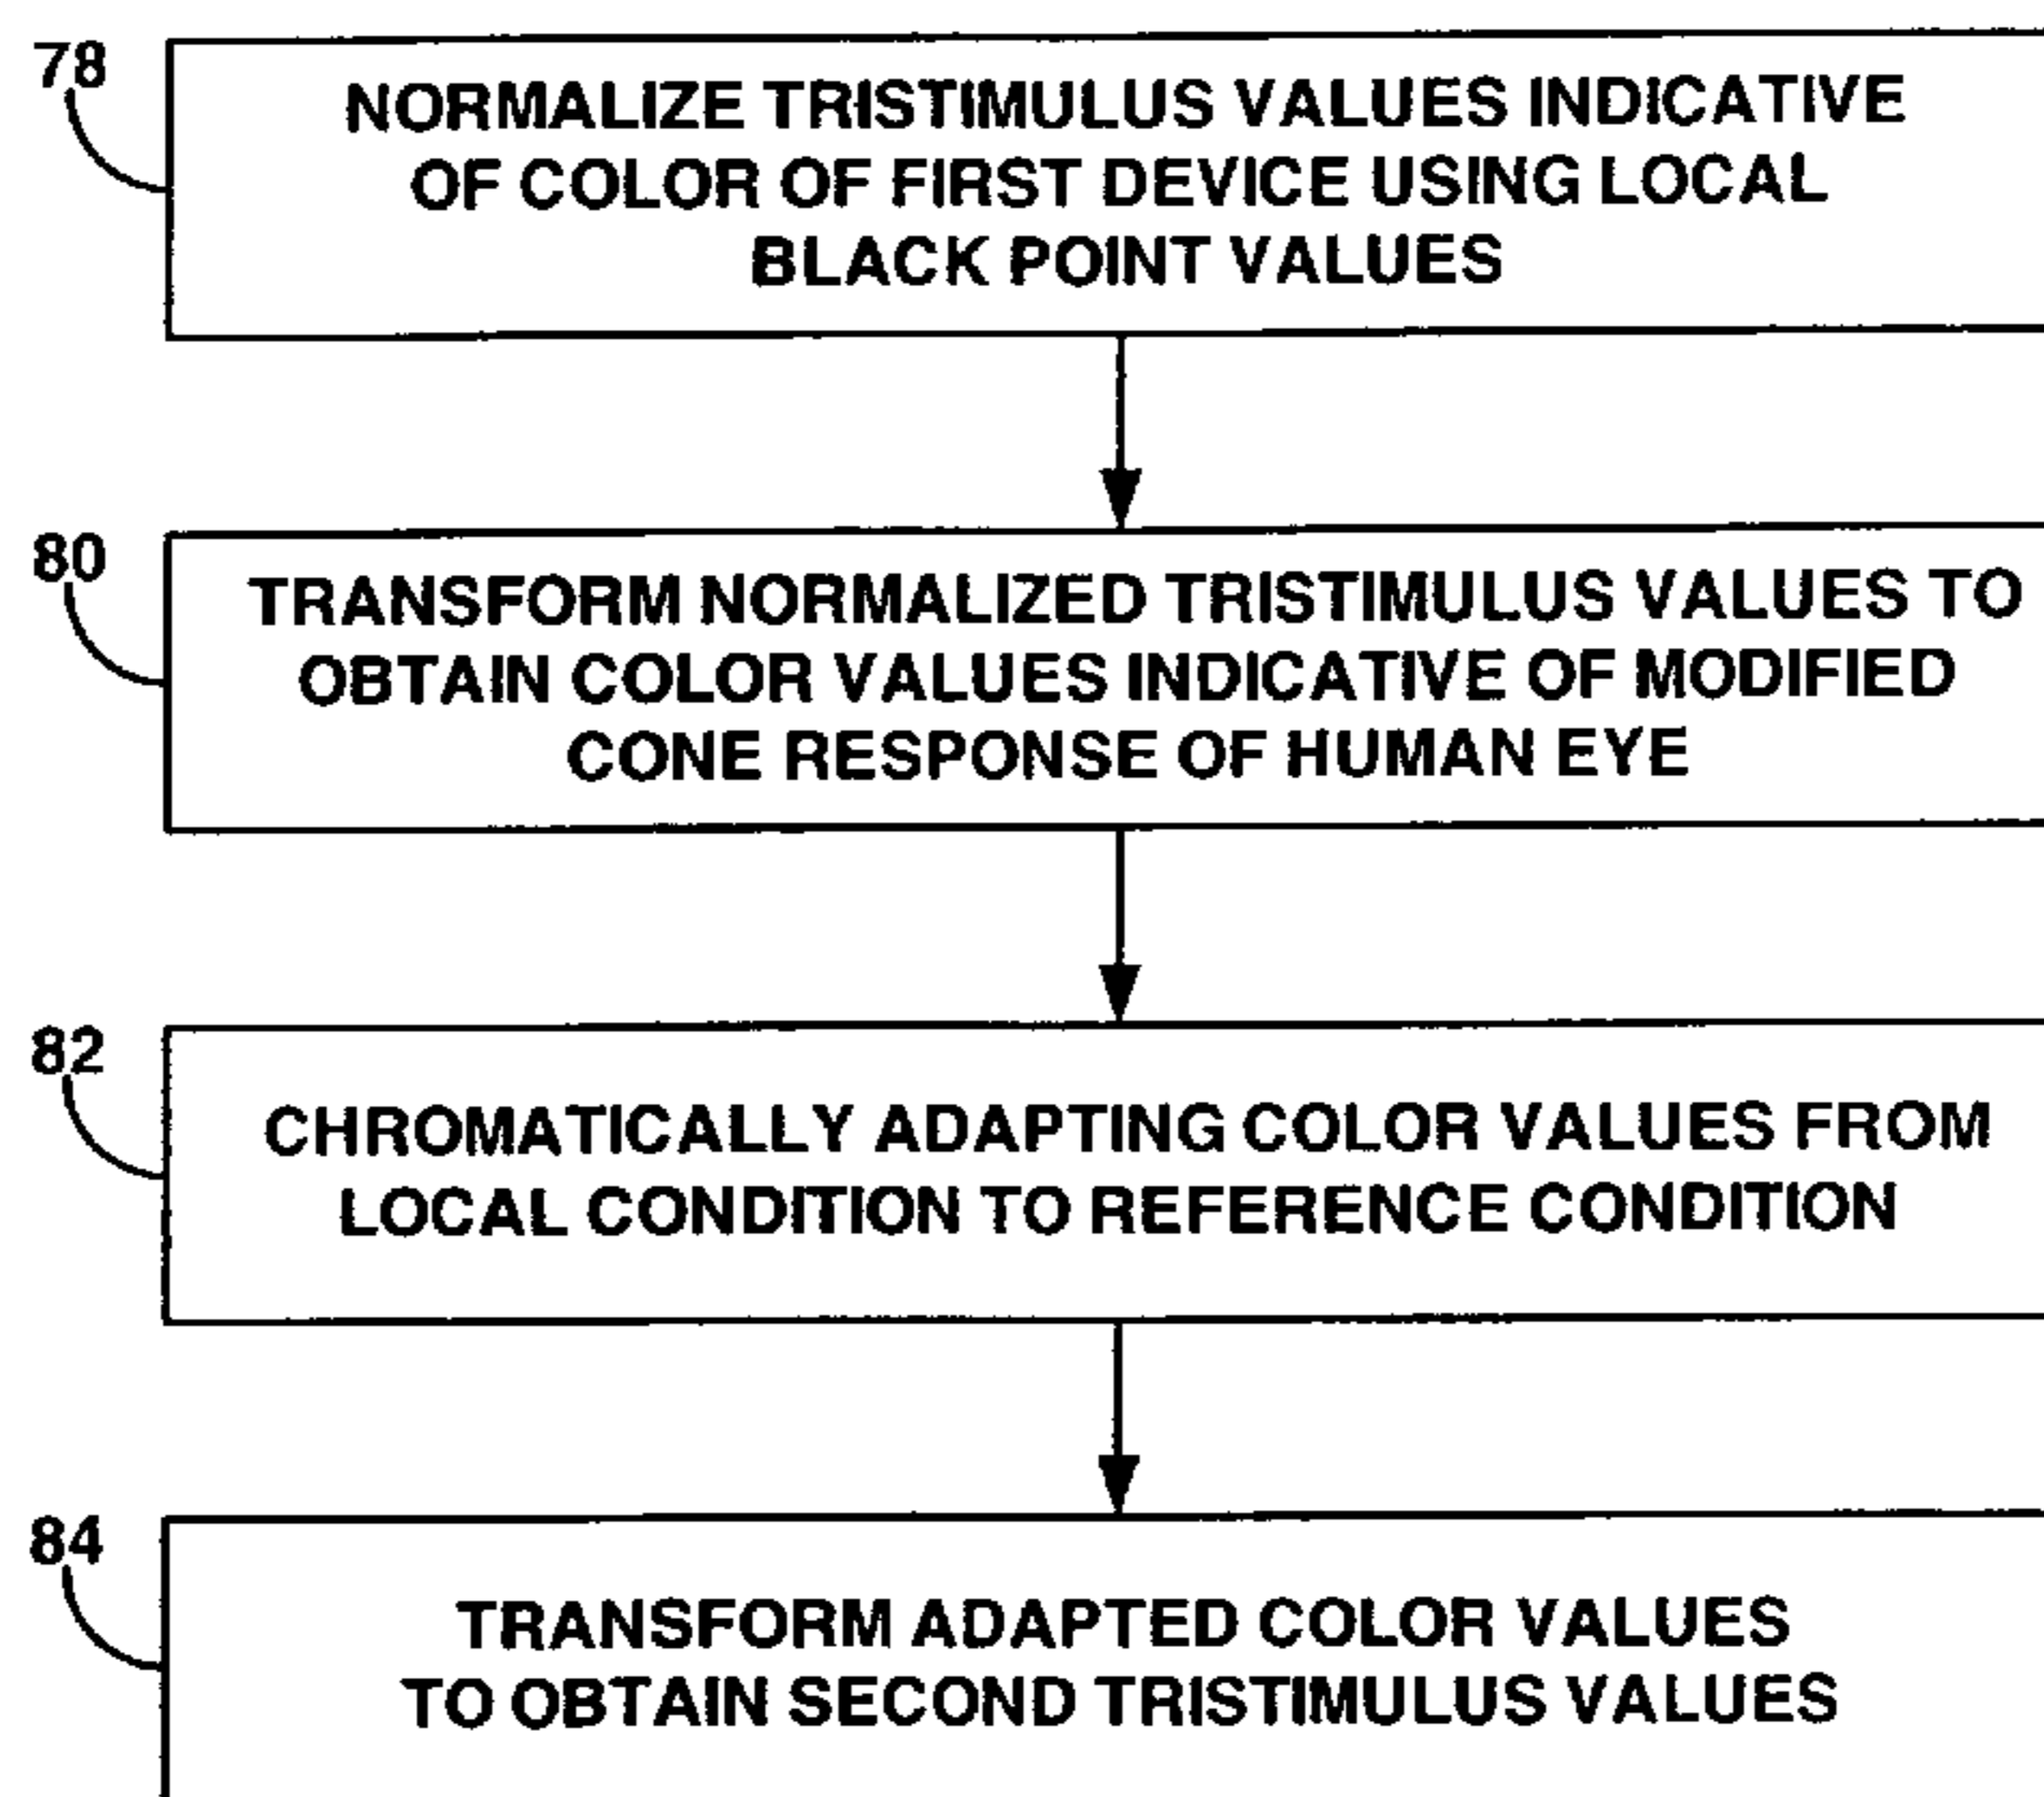 78
NORMALIZE TRISTIMULUS VALUES INDICATIVE
OF COLOR OF FIRST DEVICE USING LOCAL
BLACK POINT VALUES
80
TRANSFORM NORMALIZED TRISTIMULUS VALUES TO
OBTAIN COLOR VALUES INDICATIVE OF MODIFIED
CONE RESPONSE OF HUMAN EYE
82
CHROMATICALLY ADAPTING COLOR VALUES FROM
LOCAL CONDITION TO REFERENCE CONDITION
84
TRANSFORM ADAPTED COLOR VALUES
TO OBTAIN SECOND TRISTIMULUS VALUES